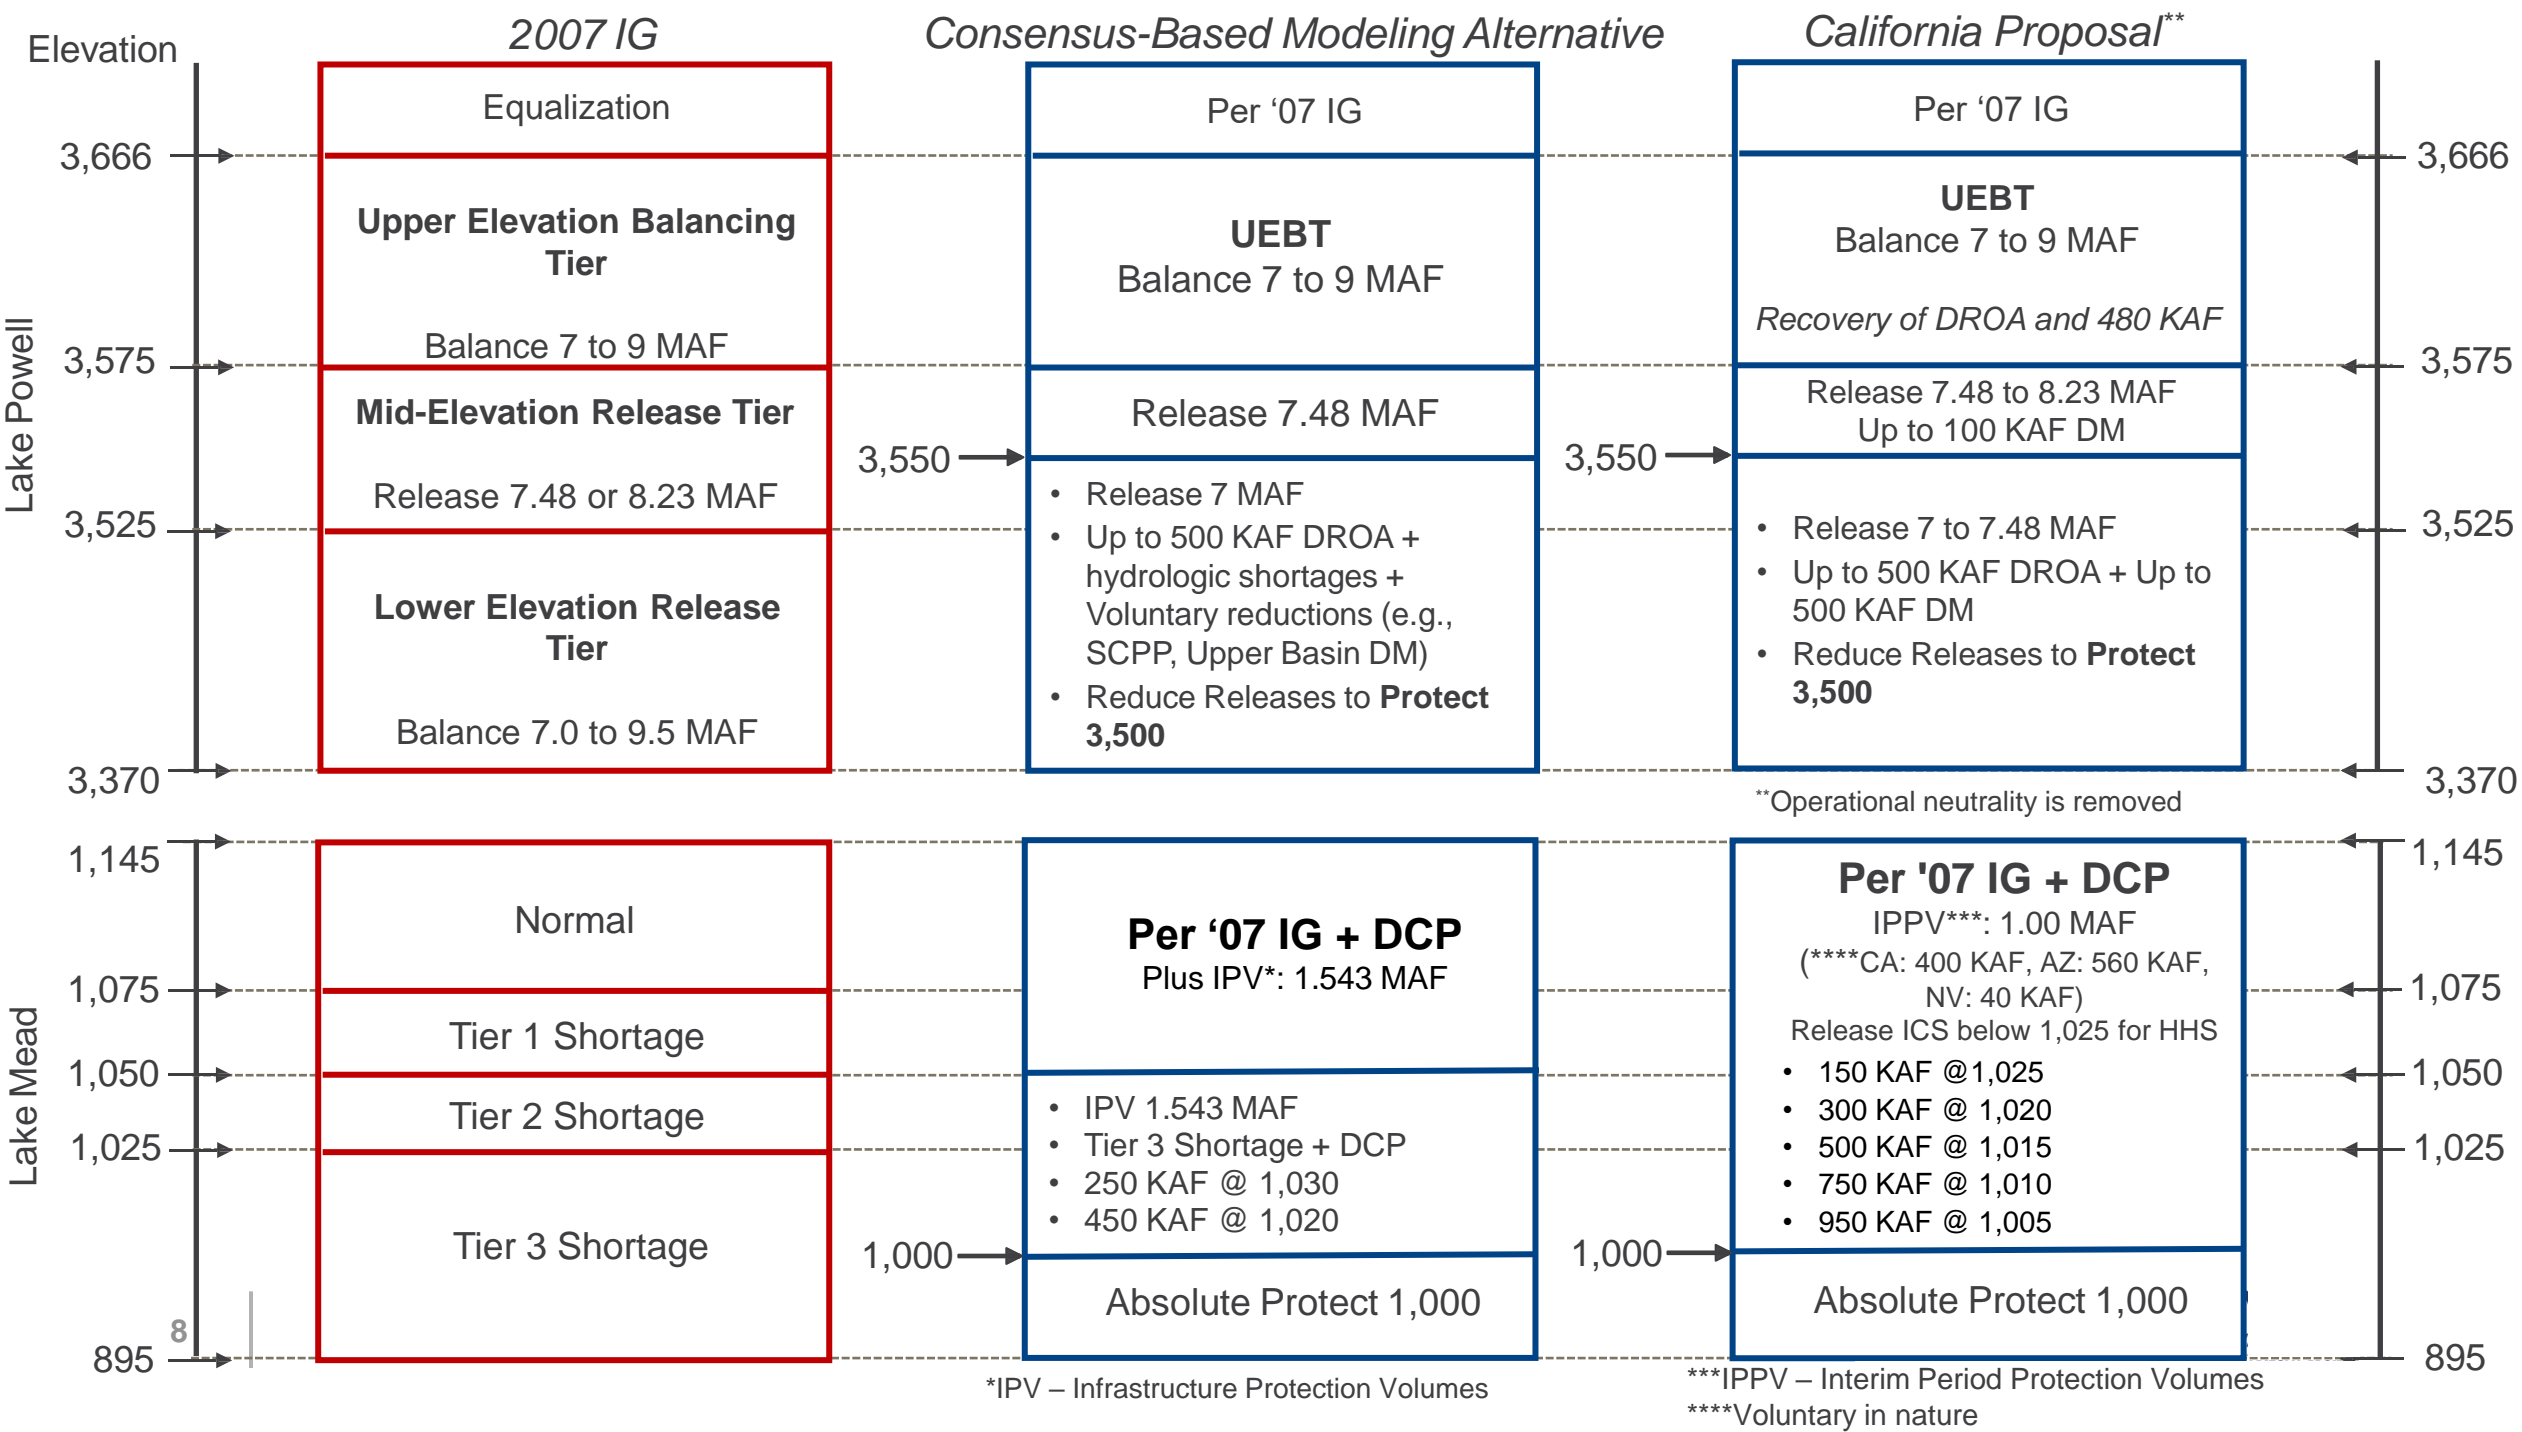 2007 IG
Consensus-Based Modeling Alternative
California Proposal**
Elevation
Lake Powell
3,666
3,575
3,525
3,370
Equalization
Upper Elevation Balancing
Tier
Balance 7 to 9 MAF
Mid-Elevation Release Tier
Release 7.48 or 8.23 MAF
Lower Elevation Release
Tier
Balance 7.0 to 9.5 MAF
3,550
Per ‘07 IG
UEBT
Balance 7 to 9 MAF
Release 7.48 MAF
• Release 7 MAF
• Up to 500 KAF DROA +
hydrologic shortages +
Voluntary reductions (e.g.,
SCPP, Upper Basin DM)
• Reduce Releases to Protect
3,500
3,550
Per ‘07 IG
UEBT
Balance 7 to 9 MAF
Recovery of DROA and 480 KAF
Release 7.48 to 8.23 MAF
Up to 100 KAF DM
• Release 7 to 7.48 MAF
• Up to 500 KAF DROA + Up to
500 KAF DM
• Reduce Releases to Protect
3,500
3,666
3,575
3,525
3,370
**Operational neutrality is removed
Lake Mead
1,145
1,075
1,050
1,025
895
8
Normal
Tier 1 Shortage
Tier 2 Shortage
Tier 3 Shortage
1,000
Per ‘07 IG + DCP
Plus IPV*: 1.543 MAF
• IPV 1.543 MAF
• Tier 3 Shortage + DCP
• 250 KAF @ 1,030
• 450 KAF @ 1,020
Absolute Protect 1,000
*IPV – Infrastructure Protection Volumes
1,000
Per '07 IG + DCP
IPPV***: 1.00 MAF
(****CA: 400 KAF, AZ: 560 KAF,
NV: 40 KAF)
Release ICS below 1,025 for HHS
• 150 KAF @1,025
• 300 KAF @ 1,020
• 500 KAF @ 1,015
• 750 KAF @ 1,010
• 950 KAF @ 1,005
Absolute Protect 1,000
1,145
1,075
1,050
1,025
895
***IPPV – Interim Period Protection Volumes
****Voluntary in nature